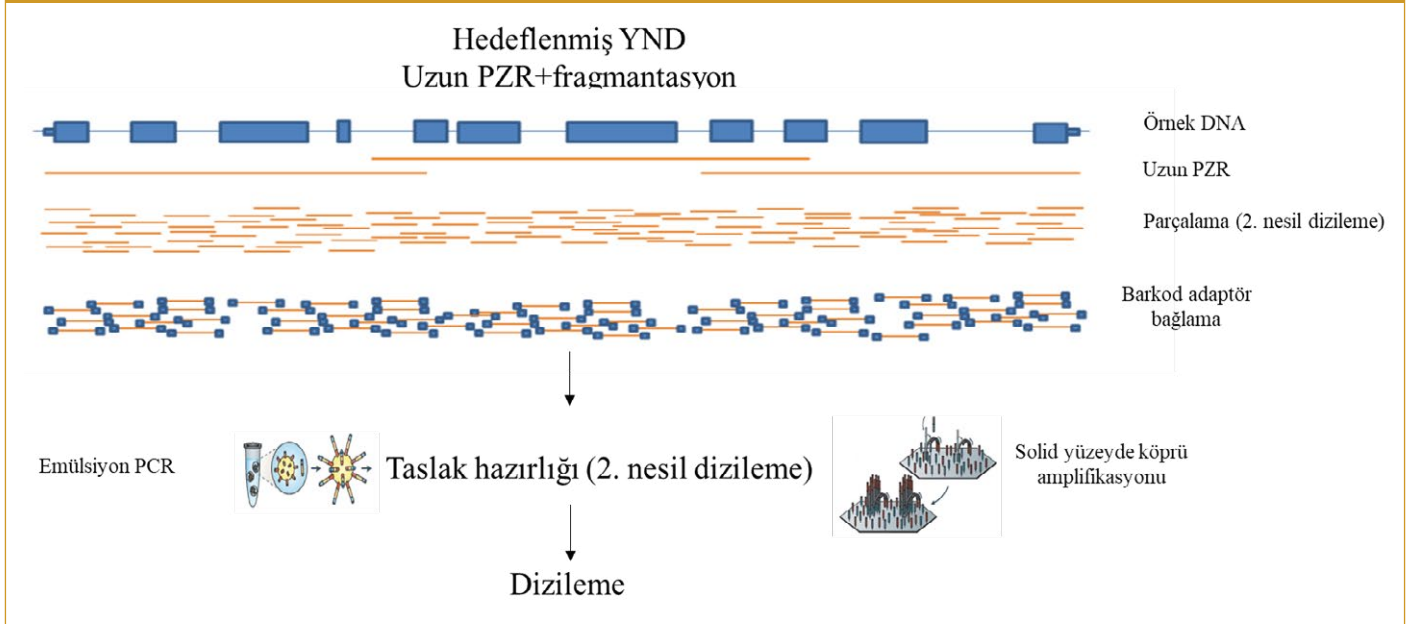 Hedeflenmiş YND
Uzun PZR+fragmantasyon
Örnek DNA
Uzun PZR
Parçalama (2. nesil dizileme)
Barkod adaptör
bağlama
Emülsiyon PCR
Taslak hazırlığı (2. nesil dizileme)
Solid yüzeyde köprü
amplifikasyonu
Dizileme